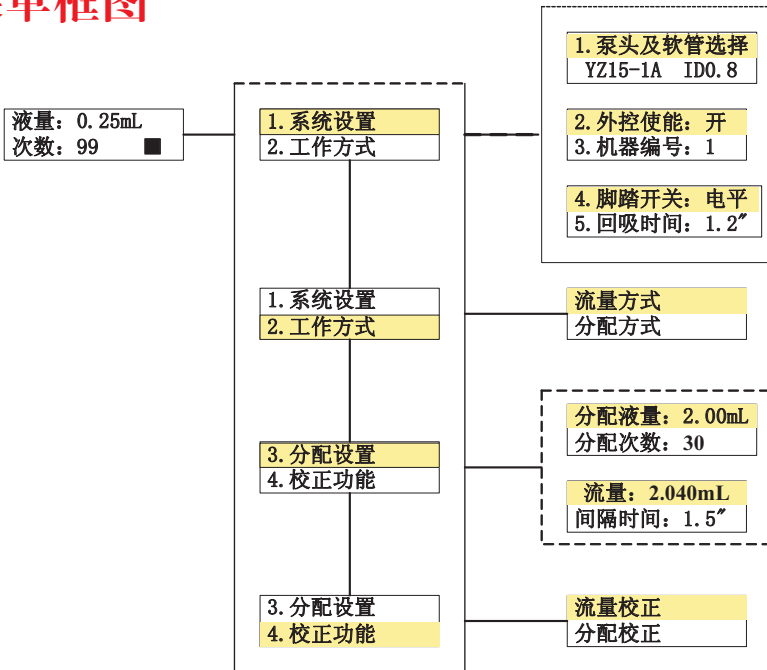 单框图
液量: 0.25mL
次数: 99
1.系统设置
2.工作方式
1.系统设置
2.工作方式
3.分配设置
4.校正功能
3.分配设置
4.校正功能
1.泵头及软管选择
YZ15-1A ID0.8
2.外控使能: 开
3.机器编号: 1
4.脚踏开关: 电平
5.回吸时间: 1.2″
流量方式
分配方式
分配液量: 2.00mL
分配次数: 30
流量: 2.040mL
间隔时间: 1.5″
流量校正
分配校正